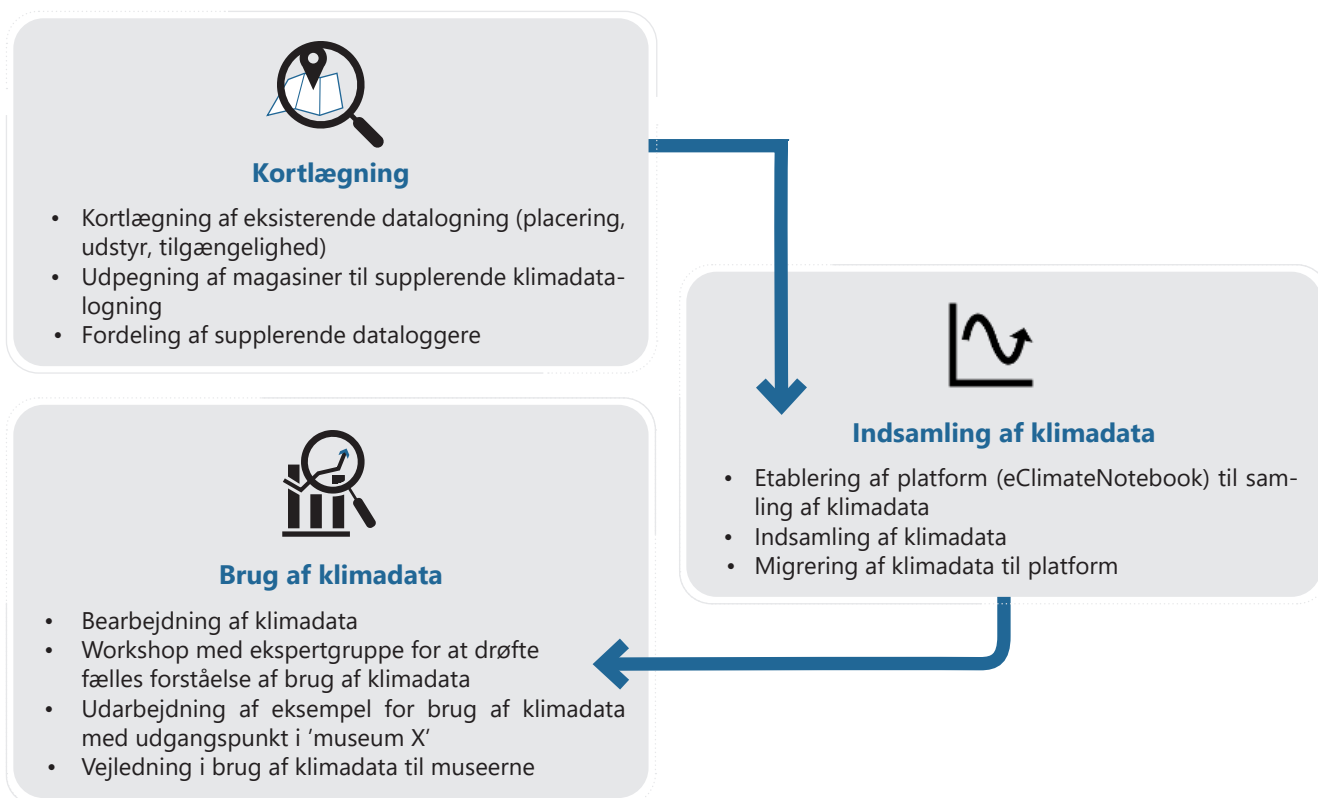 Kortlægning
• Kortlægning af eksisterende datalogning (placering,
udstyr, tilgængelighed)
• Udpegning af magasiner til supplerende klimadata-
logning
• Fordeling af supplerende dataloggere
Indsamling af klimadata
• Etablering af platform (eClimateNotebook) til sam-
ling af klimadata
• Indsamling af klimadata
• Migrering af klimadata til platform
Brug af klimadata
• Bearbejdning af klimadata
• Workshop med ekspertgruppe for at drøfte
fælles forståelse af brug af klimadata
• Udarbejdning af eksempel for brug af klimadata
med udgangspunkt i ’museum X’
• Vejledning i brug af klimadata til museerne